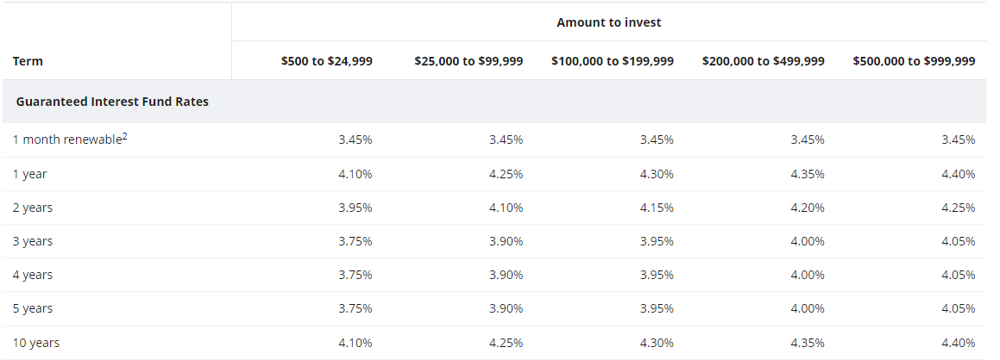 Amount to invest
Term $500 to $24,999 $25,000 to $99,999 $100,000 to $199,999 $200,000 to $499,999 $500,000 to $999,999
Guaranteed Interest Fund Rates
1 month renewable2 3.45% 3.45% 3.45% 3.45% 3.45%
1 year 4.10% 4.25% 4.30% 4.35% 4.40%
2 years 3.95% 4.10% 4.15% 4.20% 4.25%
3 years 3.75% 3.90% 3.95% 4.00% 4.05%
4 years 3.75% 3.90% 3.95% 4.00% 4.05%
5 years 3.75% 3.90% 3.95% 4.00% 4.05%
10 years 4.10% 4.25% 4.30% 4.35% 4.40%